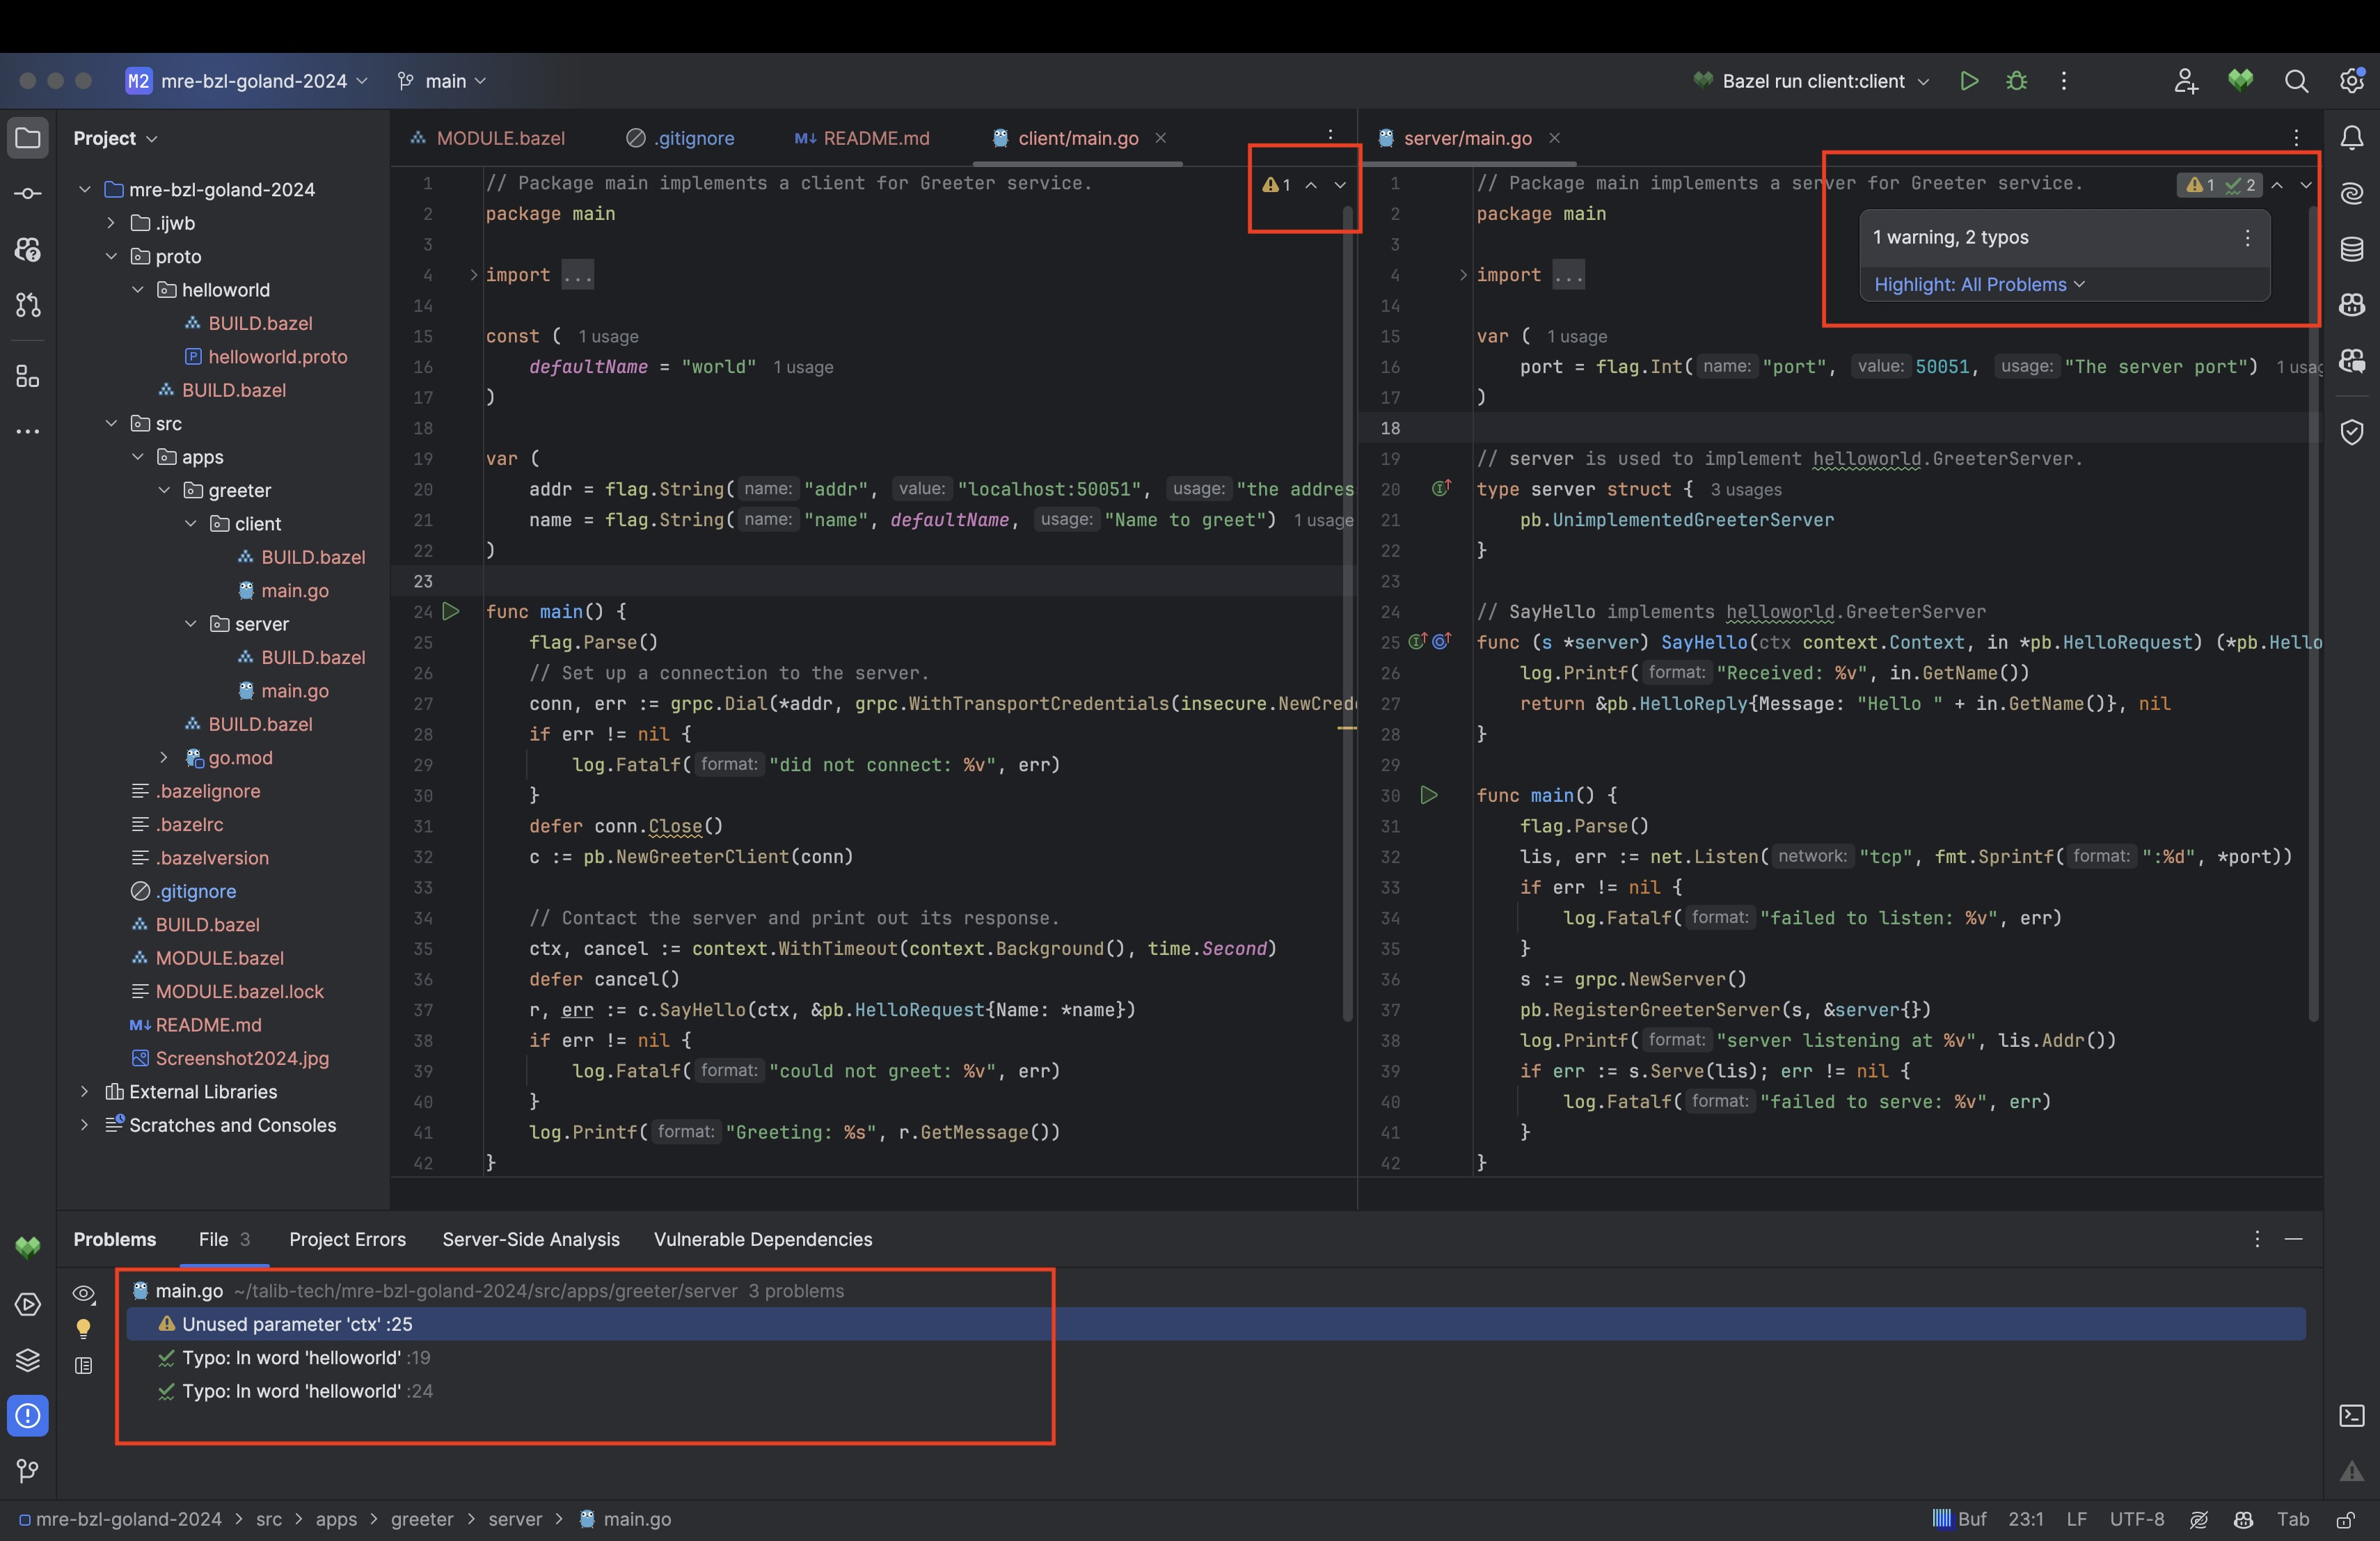 M2 mre-bzl-goland-2024 main Bazel run client:client
Project
mre-bzl-goland-2024
.ijwb
proto
helloworld
BUILD.bazel
helloworld.proto
BUILD.bazel
src
apps
greeter
client
BUILD.bazel
main.go
server
BUILD.bazel
main.go
BUILD.bazel
go.mod
.bazelignore
.bazelrc
.bazelversion
.gitignore
BUILD.bazel
MODULE.bazel
MODULE.bazel.lock
README.md
Screenshot2024.jpg
External Libraries
Scratches and Consoles
MODULE.bazel .gitignore README.md client/main.go
1
1 // Package main implements a client for Greeter service.
2 package main
3
4 import ...
14
15 const ( 1 usage
16 defaultName = "world" 1 usage
17 )
18
19 var (
20 addr = flag.String( name: "addr", value: "localhost:50051", usage: "the addres
21 name = flag.String( name: "name", defaultName, usage: "Name to greet") 1 usage
22 )
23
24 func main() {
25 flag.Parse()
26 // Set up a connection to the server.
27 conn, err := grpc.Dial(*addr, grpc.WithTransportCredentials(insecure.NewCrede
28 if err != nil {
29 log.Fatalf( format: "did not connect: %v", err)
30 }
31 defer conn.Close()
32 c := pb.NewGreeterClient(conn)
33
34 // Contact the server and print out its response.
35 ctx, cancel := context.WithTimeout(context.Background(), time.Second)
36 defer cancel()
37 r, err := c.SayHello(ctx, &pb.HelloRequest{Name: *name})
38 if err != nil {
39 log.Fatalf( format: "could not greet: %v", err)
40 }
41 log.Printf( format: "Greeting: %s", r.GetMessage())
42 }
server/main.go
1 2
1 warning, 2 typos
Highlight: All Problems
1 // Package main implements a server for Greeter service.
2 package main
3
4 import ...
14
15 var ( 1 usage
16 port = flag.Int( name: "port", value: 50051, usage: "The server port") 1 usag
17 )
18
19 // server is used to implement helloworld.GreeterServer.
20 type server struct { 3 usages
21 pb.UnimplementedGreeterServer
22 }
23
24 // SayHello implements helloworld.GreeterServer
25 func (s *server) SayHello(ctx context.Context, in *pb.HelloRequest) (*pb.Hello
26 log.Printf( format: "Received: %v", in.GetName())
27 return &pb.HelloReply{Message: "Hello " + in.GetName()}, nil
28 }
29
30 func main() {
31 flag.Parse()
32 lis, err := net.Listen( network: "tcp", fmt.Sprintf( format: ":%d", *port))
33 if err != nil {
34 log.Fatalf( format: "failed to listen: %v", err)
35 }
36 s := grpc.NewServer()
37 pb.RegisterGreeterServer(s, &server{})
38 log.Printf( format: "server listening at %v", lis.Addr())
39 if err := s.Serve(lis); err != nil {
40 log.Fatalf( format: "failed to serve: %v", err)
41 }
42 }
Problems File 3 Project Errors Server-Side Analysis Vulnerable Dependencies
main.go ~/talib-tech/mre-bzl-goland-2024/src/apps/greeter/server 3 problems
Unused parameter 'ctx' :25
Typo: In word 'helloworld' :19
Typo: In word 'helloworld' :24
mre-bzl-goland-2024 > src > apps > greeter > server > main.go Buf 23:1 LF UTF-8 Tab